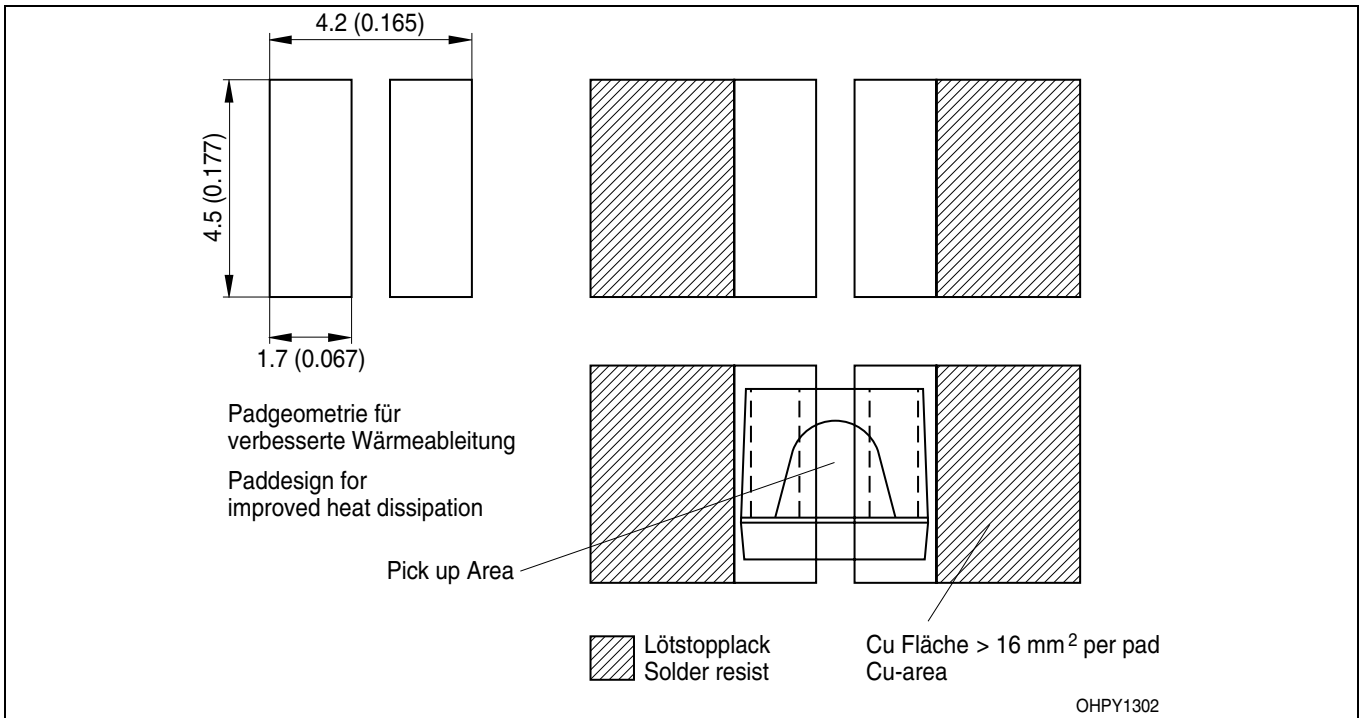 4.2 (0.165)
4.5 (0.177)
1.7 (0.067)
Padgeometrie für
verbesserte Wärmeableitung
Paddesign for
improved heat dissipation
Pick up Area
Lötstopplack
Solder resist
Cu Fläche > 16 mm² per pad
Cu-area
OHPY1302